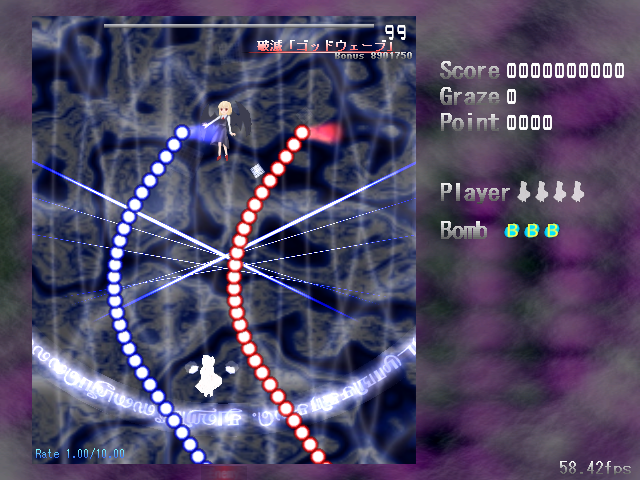 99
破滅「ゴッドウェーブ」
Bonus 8901750
Score 0000000000
Graze 0
Point 0000
Player
Bomb B B B
Rate 1.00/10.00
58.42fps